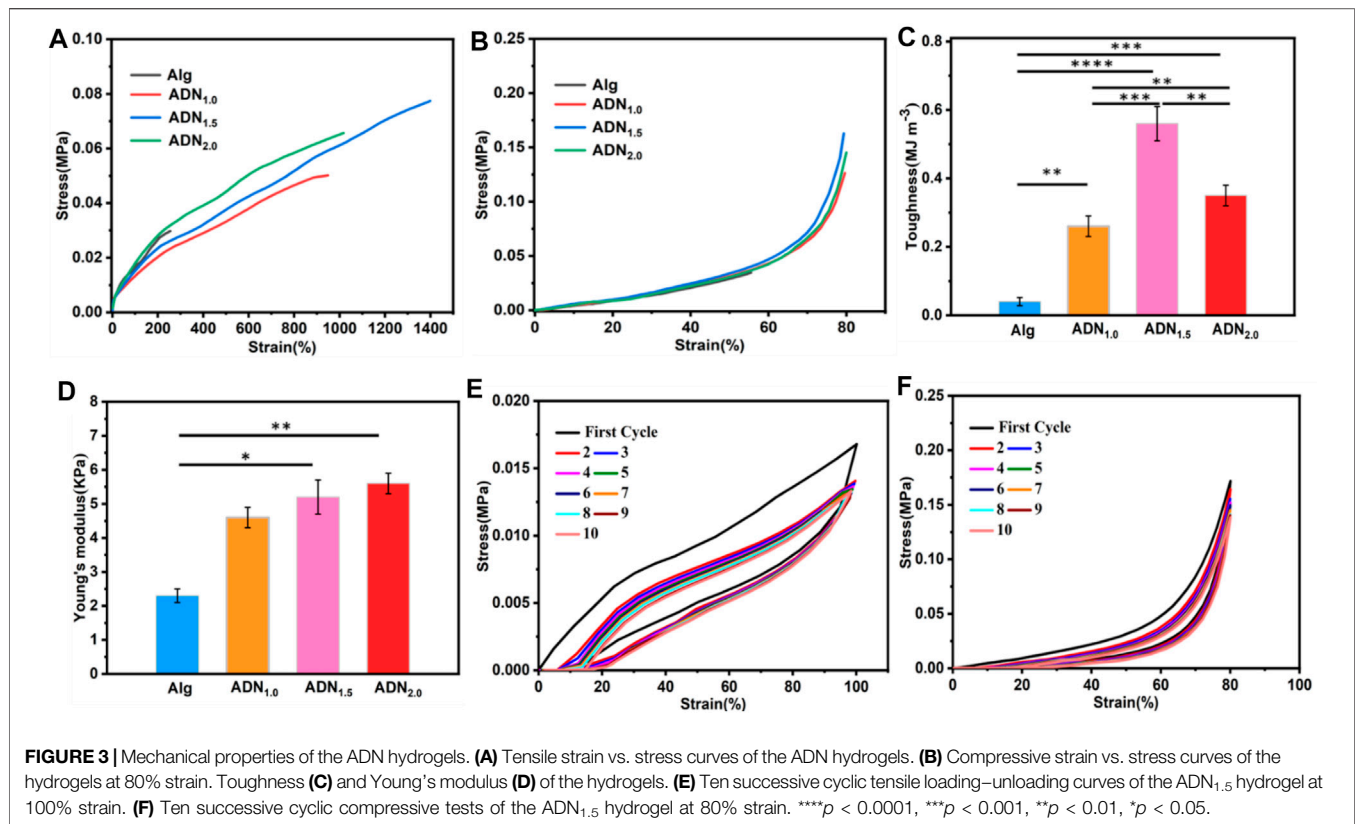 A
0.10
0.08
0.06
0.04
0.02
0.00
Stress(MPa)
Alg
ADN1.0
ADN1.5
ADN2.0
0 200 400 600 800 1000 1200 1400
Strain(%)
B
0.25
0.20
0.15
0.10
0.05
0.00
Stress(MPa)
Alg
ADN1.0
ADN1.5
ADN2.0
0 20 40 60 80
Strain(%)
C
0.8
0.6
0.4
0.2
0.0
Toughness(MJ m-3)
***
****
**
*** **
**
Alg ADN1.0 ADN1.5 ADN2.0
D
8
7
6
5
4
3
2
1
0
Young's modulus(KPa)
**
*
Alg ADN1.0 ADN1.5 ADN2.0
E
0.020
0.015
0.010
0.005
0.000
Stress(MPa)
First Cycle
2 3
4 5
6 7
8 9
10
0 20 40 60 80 100
Strain(%)
F
0.25
0.20
0.15
0.10
0.05
0.00
Stress(MPa)
First Cycle
2 3
4 5
6 7
8 9
10
0 20 40 60 80 100
Strain(%)
FIGURE 3 | Mechanical properties of the ADN hydrogels. (A) Tensile strain vs. stress curves of the ADN hydrogels. (B) Compressive strain vs. stress curves of the
hydrogels at 80% strain. Toughness (C) and Young's modulus (D) of the hydrogels. (E) Ten successive cyclic tensile loading–unloading curves of the ADN1.5 hydrogel at
100% strain. (F) Ten successive cyclic compressive tests of the ADN1.5 hydrogel at 80% strain. ****p < 0.0001, ***p < 0.001, **p < 0.01, *p < 0.05.